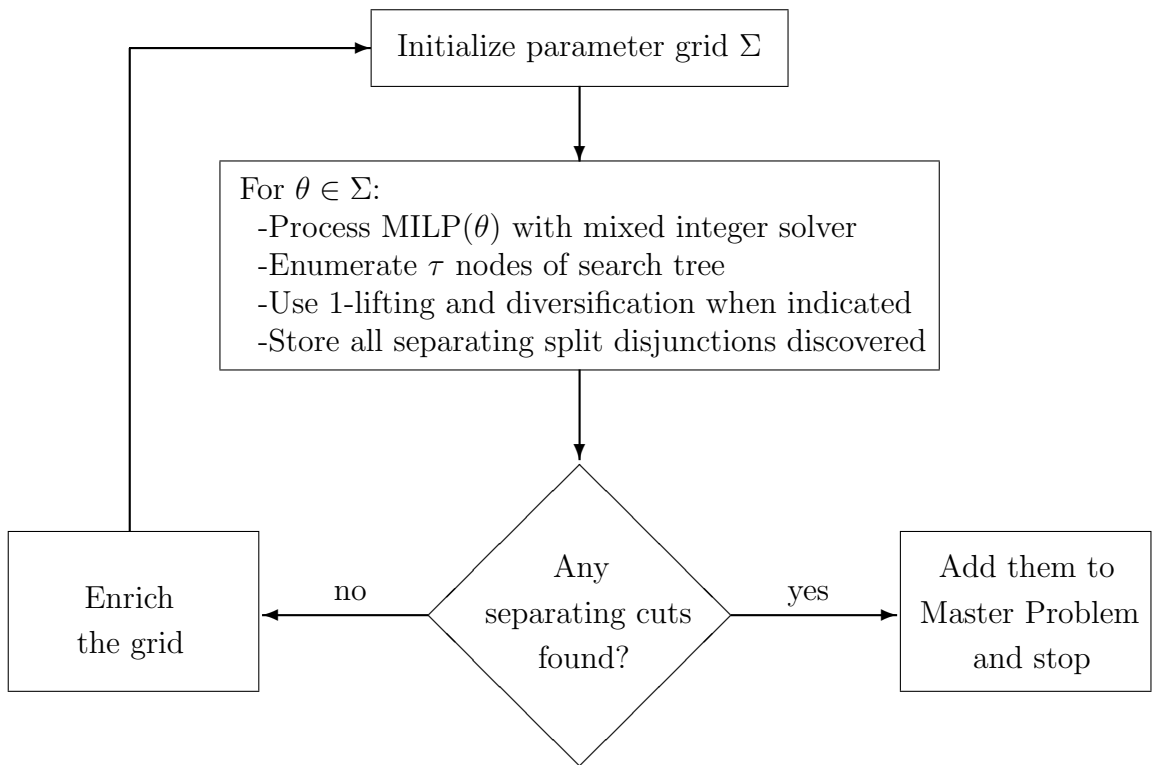 Initialize parameter grid Σ
For θ ∈ Σ:
-Process MILP(θ) with mixed integer solver
-Enumerate τ nodes of search tree
-Use 1-lifting and diversification when indicated
-Store all separating split disjunctions discovered
Any
separating cuts
found?
no
Enrich
the grid
yes
Add them to
Master Problem
and stop